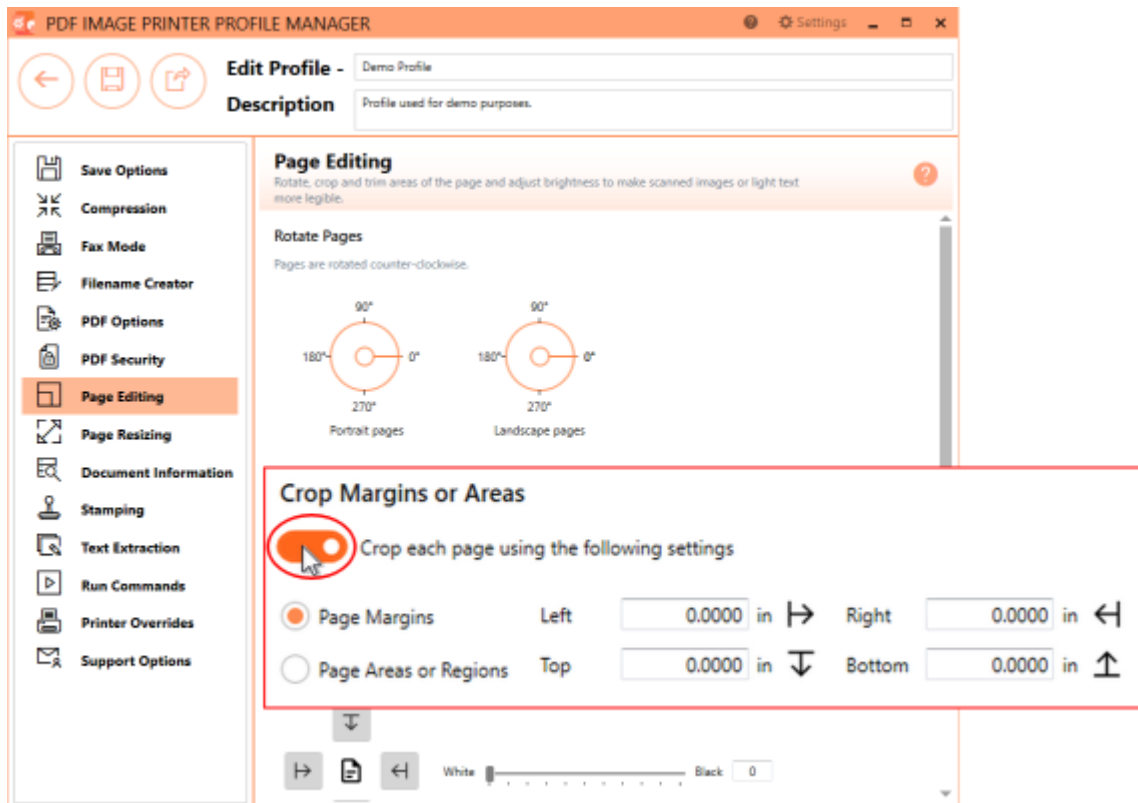 PDF IMAGE PRINTER PROFILE MANAGER
Settings
Edit Profile - Demo Profile
Description Profile used for demo purposes.
Save Options
Compression
Fax Mode
Filename Creator
PDF Options
PDF Security
Page Editing
Page Resizing
Document Information
Stamping
Text Extraction
Run Commands
Printer Overrides
Support Options
Page Editing
Rotate, crop and trim areas of the page and adjust brightness to make scanned images or light text
more legible.
?
Rotate Pages
Pages are rotated counter-clockwise.
90° 90°
180° 0° 180° 0°
270° 270°
Portrait pages Landscape pages
Crop Margins or Areas
Crop each page using the following settings
Page Margins Left 0.0000 in Right 0.0000 in
Page Areas or Regions Top 0.0000 in Bottom 0.0000 in
White Black 0